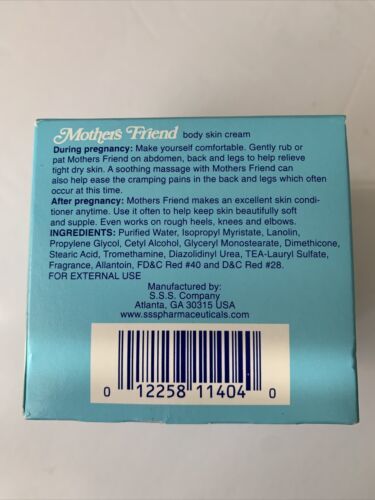 Mothers Friend body skin cream
During pregnancy: Make yourself comfortable. Gently rub or
pat Mothers Friend on abdomen, back and legs to help relieve
tight dry skin. A soothing massage with Mothers Friend can
also help ease the cramping pains in the back and legs which often
occur at this time.
After pregnancy: Mothers Friend makes an excellent skin condi-
tioner anytime. Use it often to help keep skin beautifully soft
and supple. Even works on rough heels, knees and elbows.
INGREDIENTS: Purified Water, Isopropyl Myristate, Lanolin,
Propylene Glycol, Cetyl Alcohol, Glyceryl Monostearate, Dimethicone,
Stearic Acid, Tromethamine, Diazolidinyl Urea, TEA-Lauryl Sulfate,
Fragrance, Allantoin, FD&C Red #40 and D&C Red #28.
FOR EXTERNAL USE
Manufactured by:
S.S.S. Company
Atlanta, GA 30315 USA
www.ssspharmaceuticals.com
0 12258 11404 0